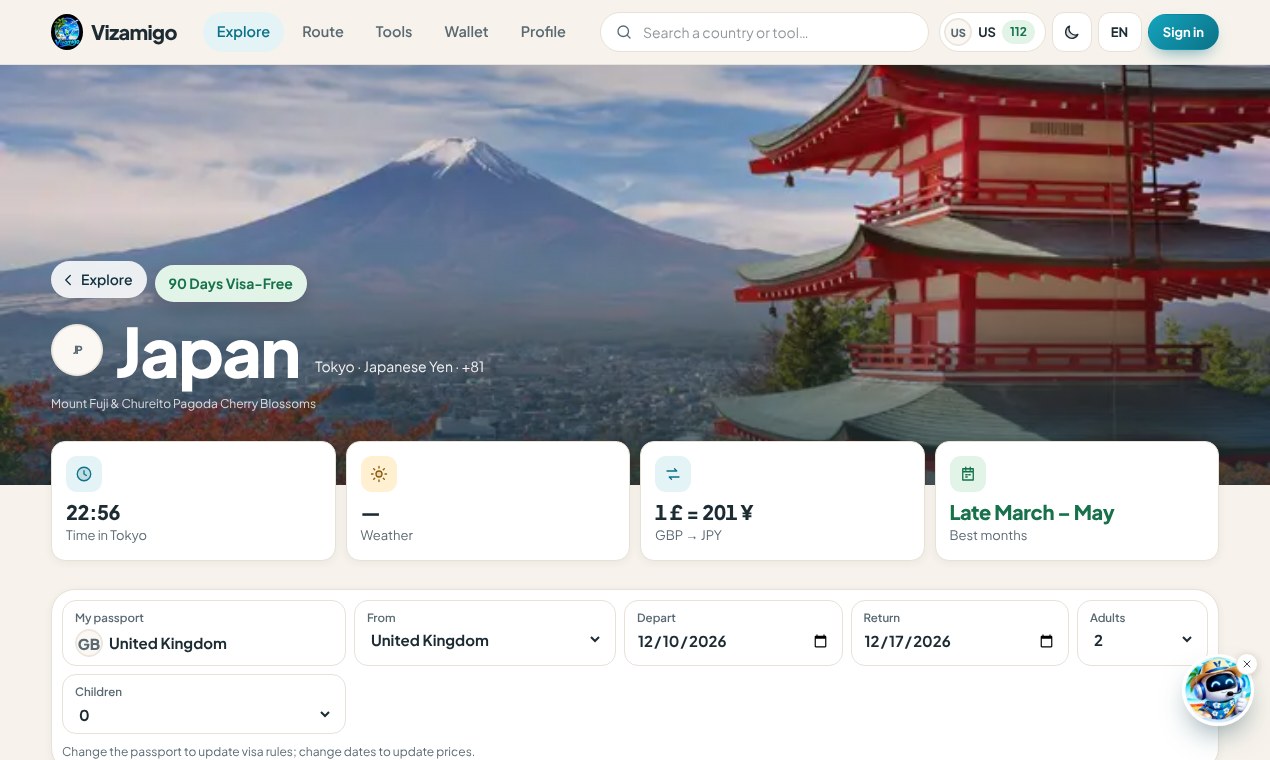 Vizamigo
Explore
Route
Tools
Wallet
Profile
Search a country or tool...
US US 112
EN
Sign in
Explore
90 Days Visa-Free
JP
Japan
Tokyo · Japanese Yen · +81
Mount Fuji & Chureito Pagoda Cherry Blossoms
22:56
Time in Tokyo
—
Weather
1 £ = 201 ¥
GBP → JPY
Late March – May
Best months
My passport
GB United Kingdom
From
United Kingdom
Depart
12/10/2026
Return
12/17/2026
Adults
2
Children
0
Change the passport to update visa rules; change dates to update prices.